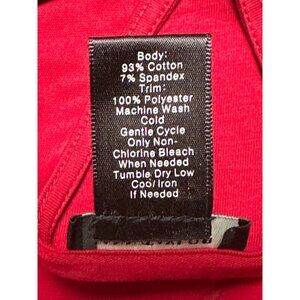 Body:
93% Cotton
7% Spandex
Trim:
100% Polyester
Machine Wash
Cold
Gentle Cycle
Only Non-
Chlorine Bleach
When Needed
Tumble Dry Low
Cool Iron
If Needed